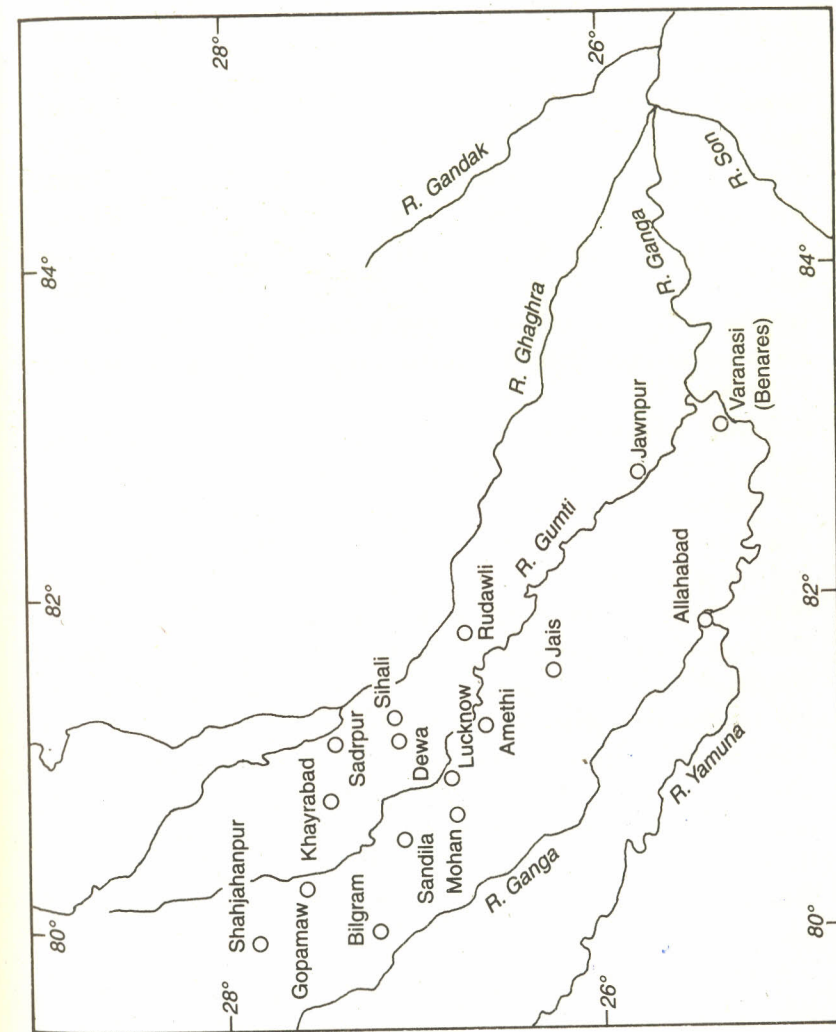 28°
26°
84°
84°
82°
82°
80°
80°
28°
26°
R. Gandak
R. Son
R. Ganga
R. Ghaghra
Varanasi
(Benares)
Jawnpur
R. Gumti
Allahabad
Rudawli
Jais
Sihali
Sadrpur
Dewa
Lucknow
Amethi
Khayrabad
Shahjahanpur
Gopamaw
Bilgram
Sandila
Mohan
R. Ganga
R. Yamuna